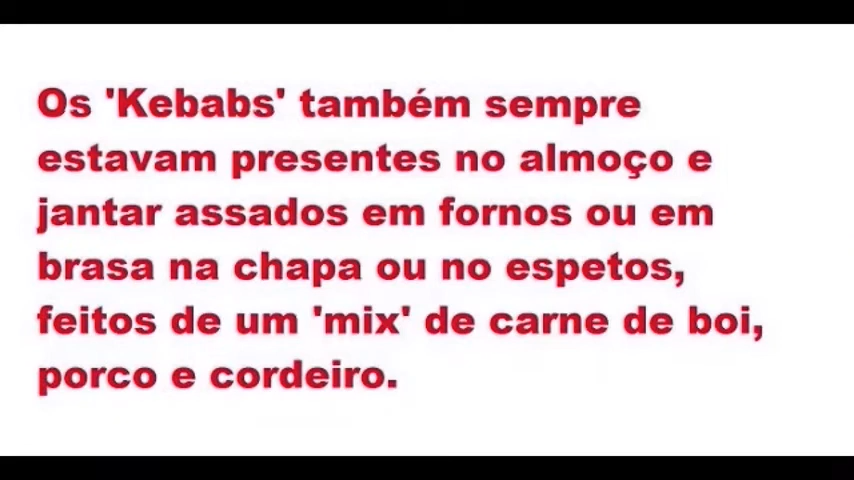 Os 'Kebabs' também sempre
estavam presentes no almoço e
jantar assados em fornos ou em
brasa na chapa ou no espetos,
feitos de um 'mix' de carne de boi,
porco e cordeiro.